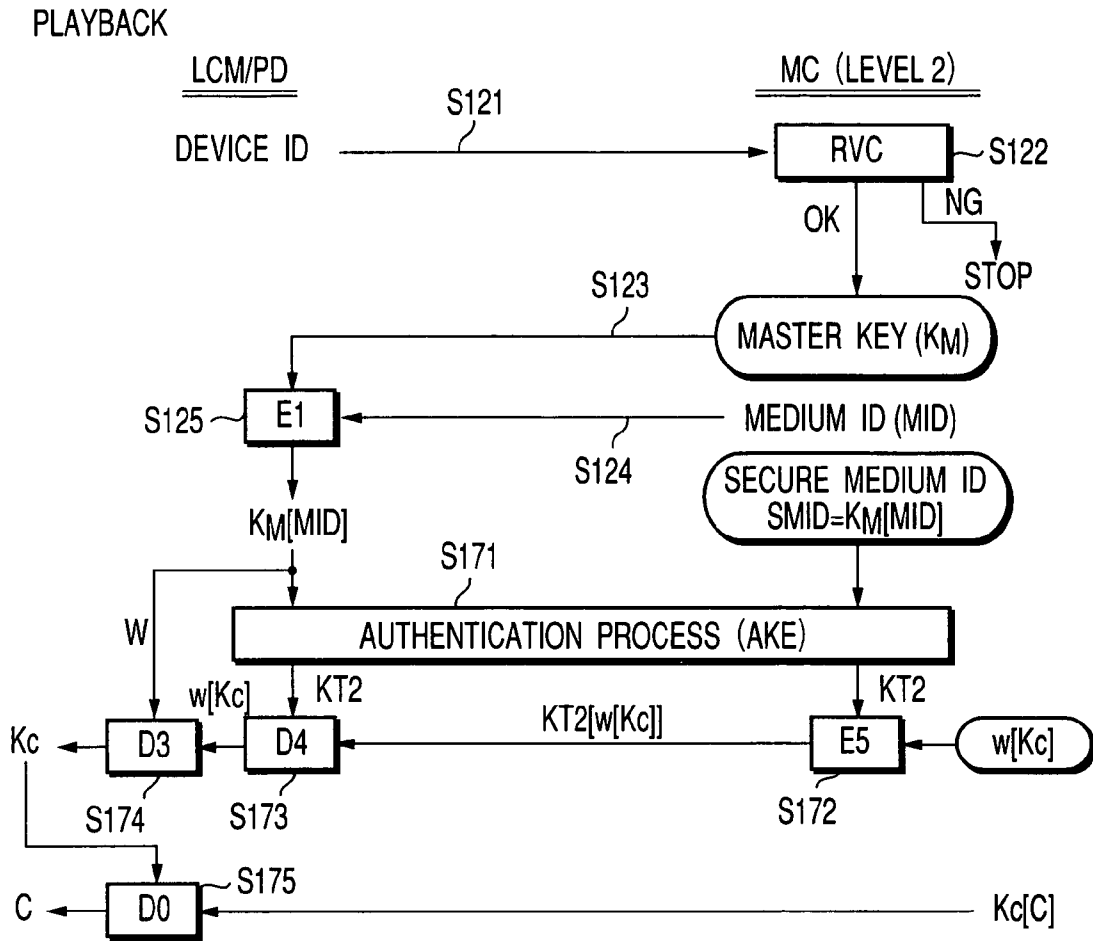 PLAYBACK
LCM/PD
MC (LEVEL 2)
S121
DEVICE ID
RVC
S122
OK
NG
STOP
S123
MASTER KEY (KM)
S125
E1
MEDIUM ID (MID)
S124
SECURE MEDIUM ID
SMID=KM[MID]
KM[MID]
S171
W
AUTHENTICATION PROCESS (AKE)
w[Kc]
KT2
KT2
KT2[w[Kc]]
Kc
D3
D4
E5
w[Kc]
S174
S173
S172
S175
C
D0
Kc[C]